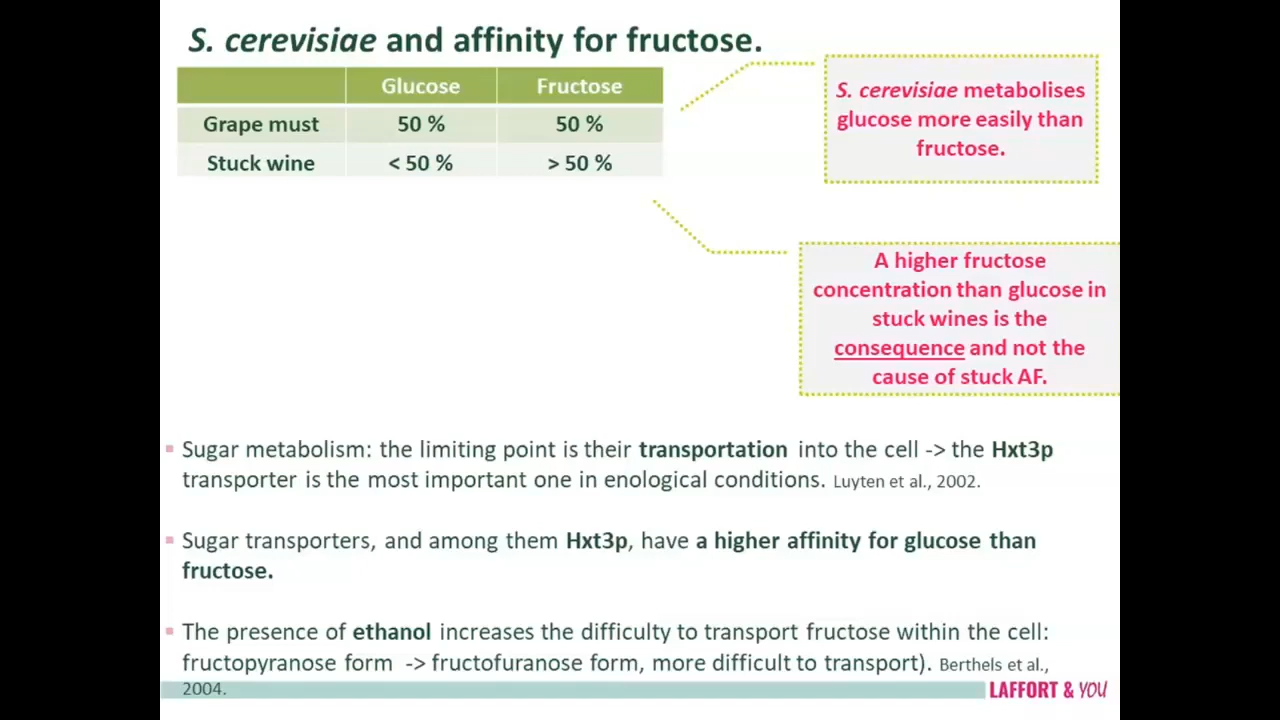 S. cerevisiae and affinity for fructose.
Glucose Fructose
Grape must 50 % 50 %
Stuck wine < 50 % > 50 %
S. cerevisiae metabolises
glucose more easily than
fructose.
A higher fructose
concentration than glucose in
stuck wines is the
consequence and not the
cause of stuck AF.
Sugar metabolism: the limiting point is their transportation into the cell -> the Hxt3p
transporter is the most important one in enological conditions. Luyten et al., 2002.
Sugar transporters, and among them Hxt3p, have a higher affinity for glucose than
fructose.
The presence of ethanol increases the difficulty to transport fructose within the cell:
fructopyranose form -> fructofuranose form, more difficult to transport). Berthels et al.,
2004.
LAFFORT & YOU